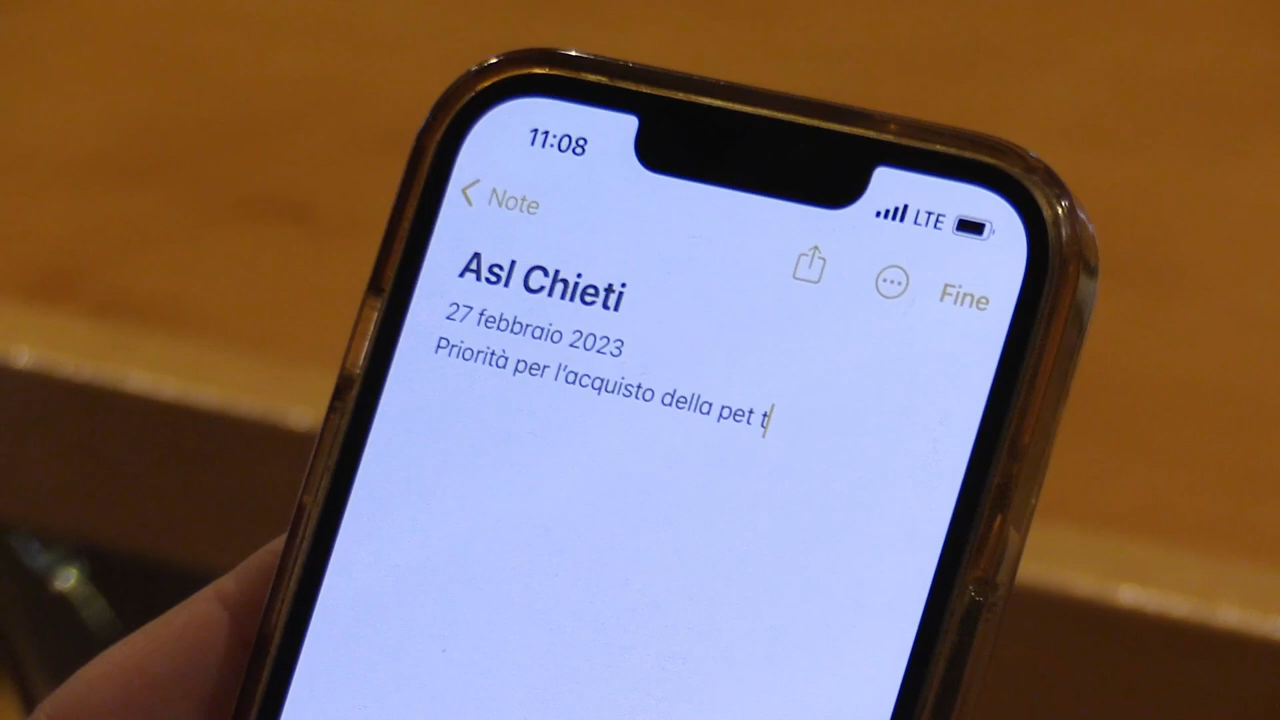 11:08
LTE
Note
Fine
Asl Chieti
27 febbraio 2023
Priorità per l'acquisto della pet t